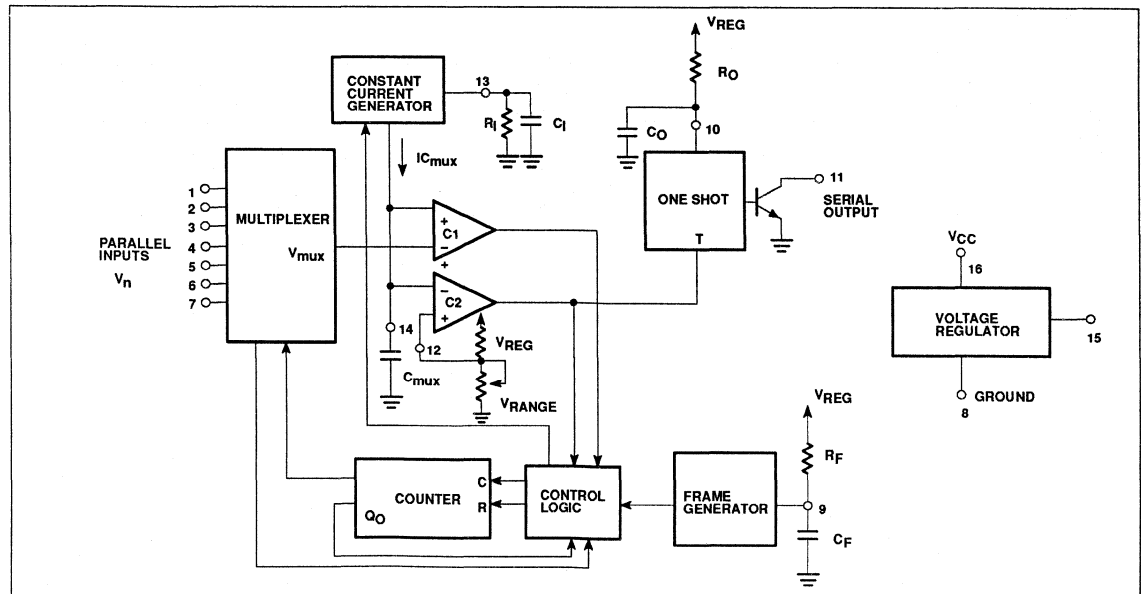 VREG
CONSTANT
CURRENT
GENERATOR
13
RI
CI
RO
CO
10
ICmux
MULTIPLEXER
Vmux
PARALLEL
INPUTS
Vn
1
2
3
4
5
6
7
+
C1
−
+
−
C2
+
ONE SHOT
T
11
SERIAL
OUTPUT
VCC
16
VOLTAGE
REGULATOR
15
GROUND
8
14
12
Cmux
VREG
VRANGE
VREG
RF
COUNTER
C
R
QO
CONTROL
LOGIC
FRAME
GENERATOR
9
CF